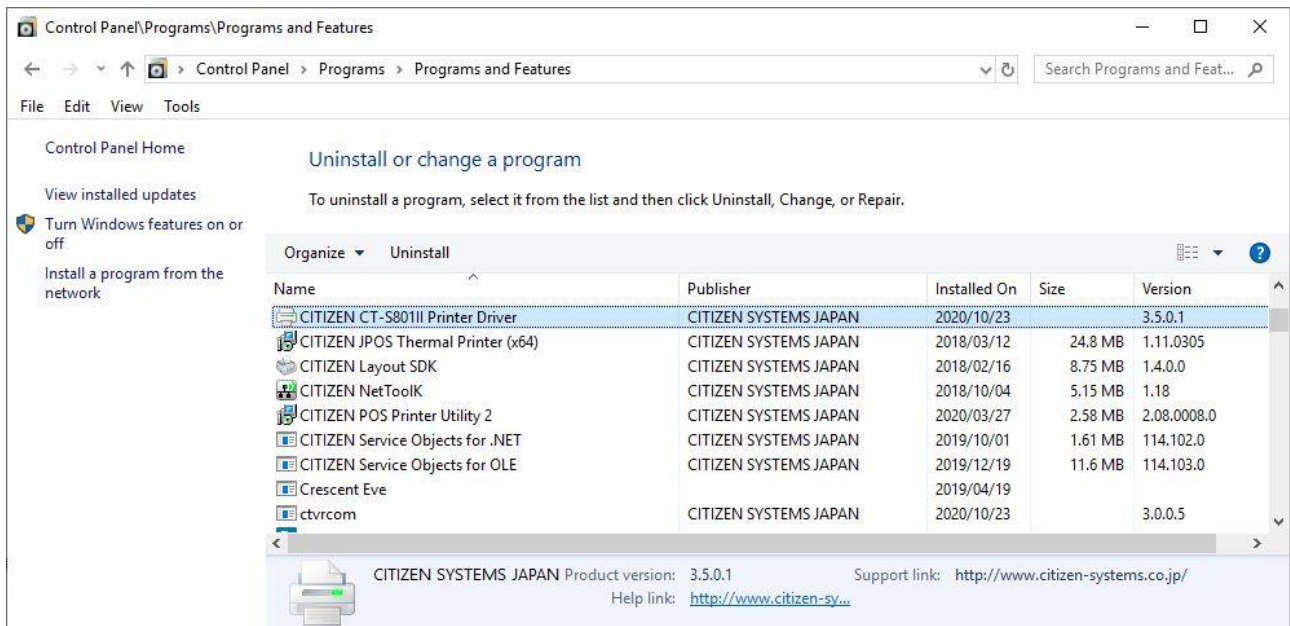 Control Panel\Programs\Programs and Features
Control Panel > Programs > Programs and Features
Search Programs and Feat...
File Edit View Tools
Control Panel Home
View installed updates
Turn Windows features on or
off
Install a program from the
network
Uninstall or change a program
To uninstall a program, select it from the list and then click Uninstall, Change, or Repair.
Organize Uninstall
Name Publisher Installed On Size Version
CITIZEN CT-S801II Printer Driver CITIZEN SYSTEMS JAPAN 2020/10/23 3.5.0.1
CITIZEN JPOS Thermal Printer (x64) CITIZEN SYSTEMS JAPAN 2018/03/12 24.8 MB 1.11.0305
CITIZEN Layout SDK CITIZEN SYSTEMS JAPAN 2018/02/16 8.75 MB 1.4.0.0
CITIZEN NetToolK CITIZEN SYSTEMS JAPAN 2018/10/04 5.15 MB 1.18
CITIZEN POS Printer Utility 2 CITIZEN SYSTEMS JAPAN 2020/03/27 2.58 MB 2.08.0008.0
CITIZEN Service Objects for .NET CITIZEN SYSTEMS JAPAN 2019/10/01 1.61 MB 114.102.0
CITIZEN Service Objects for OLE CITIZEN SYSTEMS JAPAN 2019/12/19 11.6 MB 114.103.0
Crescent Eve 2019/04/19
ctvrcom CITIZEN SYSTEMS JAPAN 2020/10/23 3.0.0.5
CITIZEN SYSTEMS JAPAN Product version: 3.5.0.1 Support link: http://www.citizen-systems.co.jp/
Help link: http://www.citizen-sy...